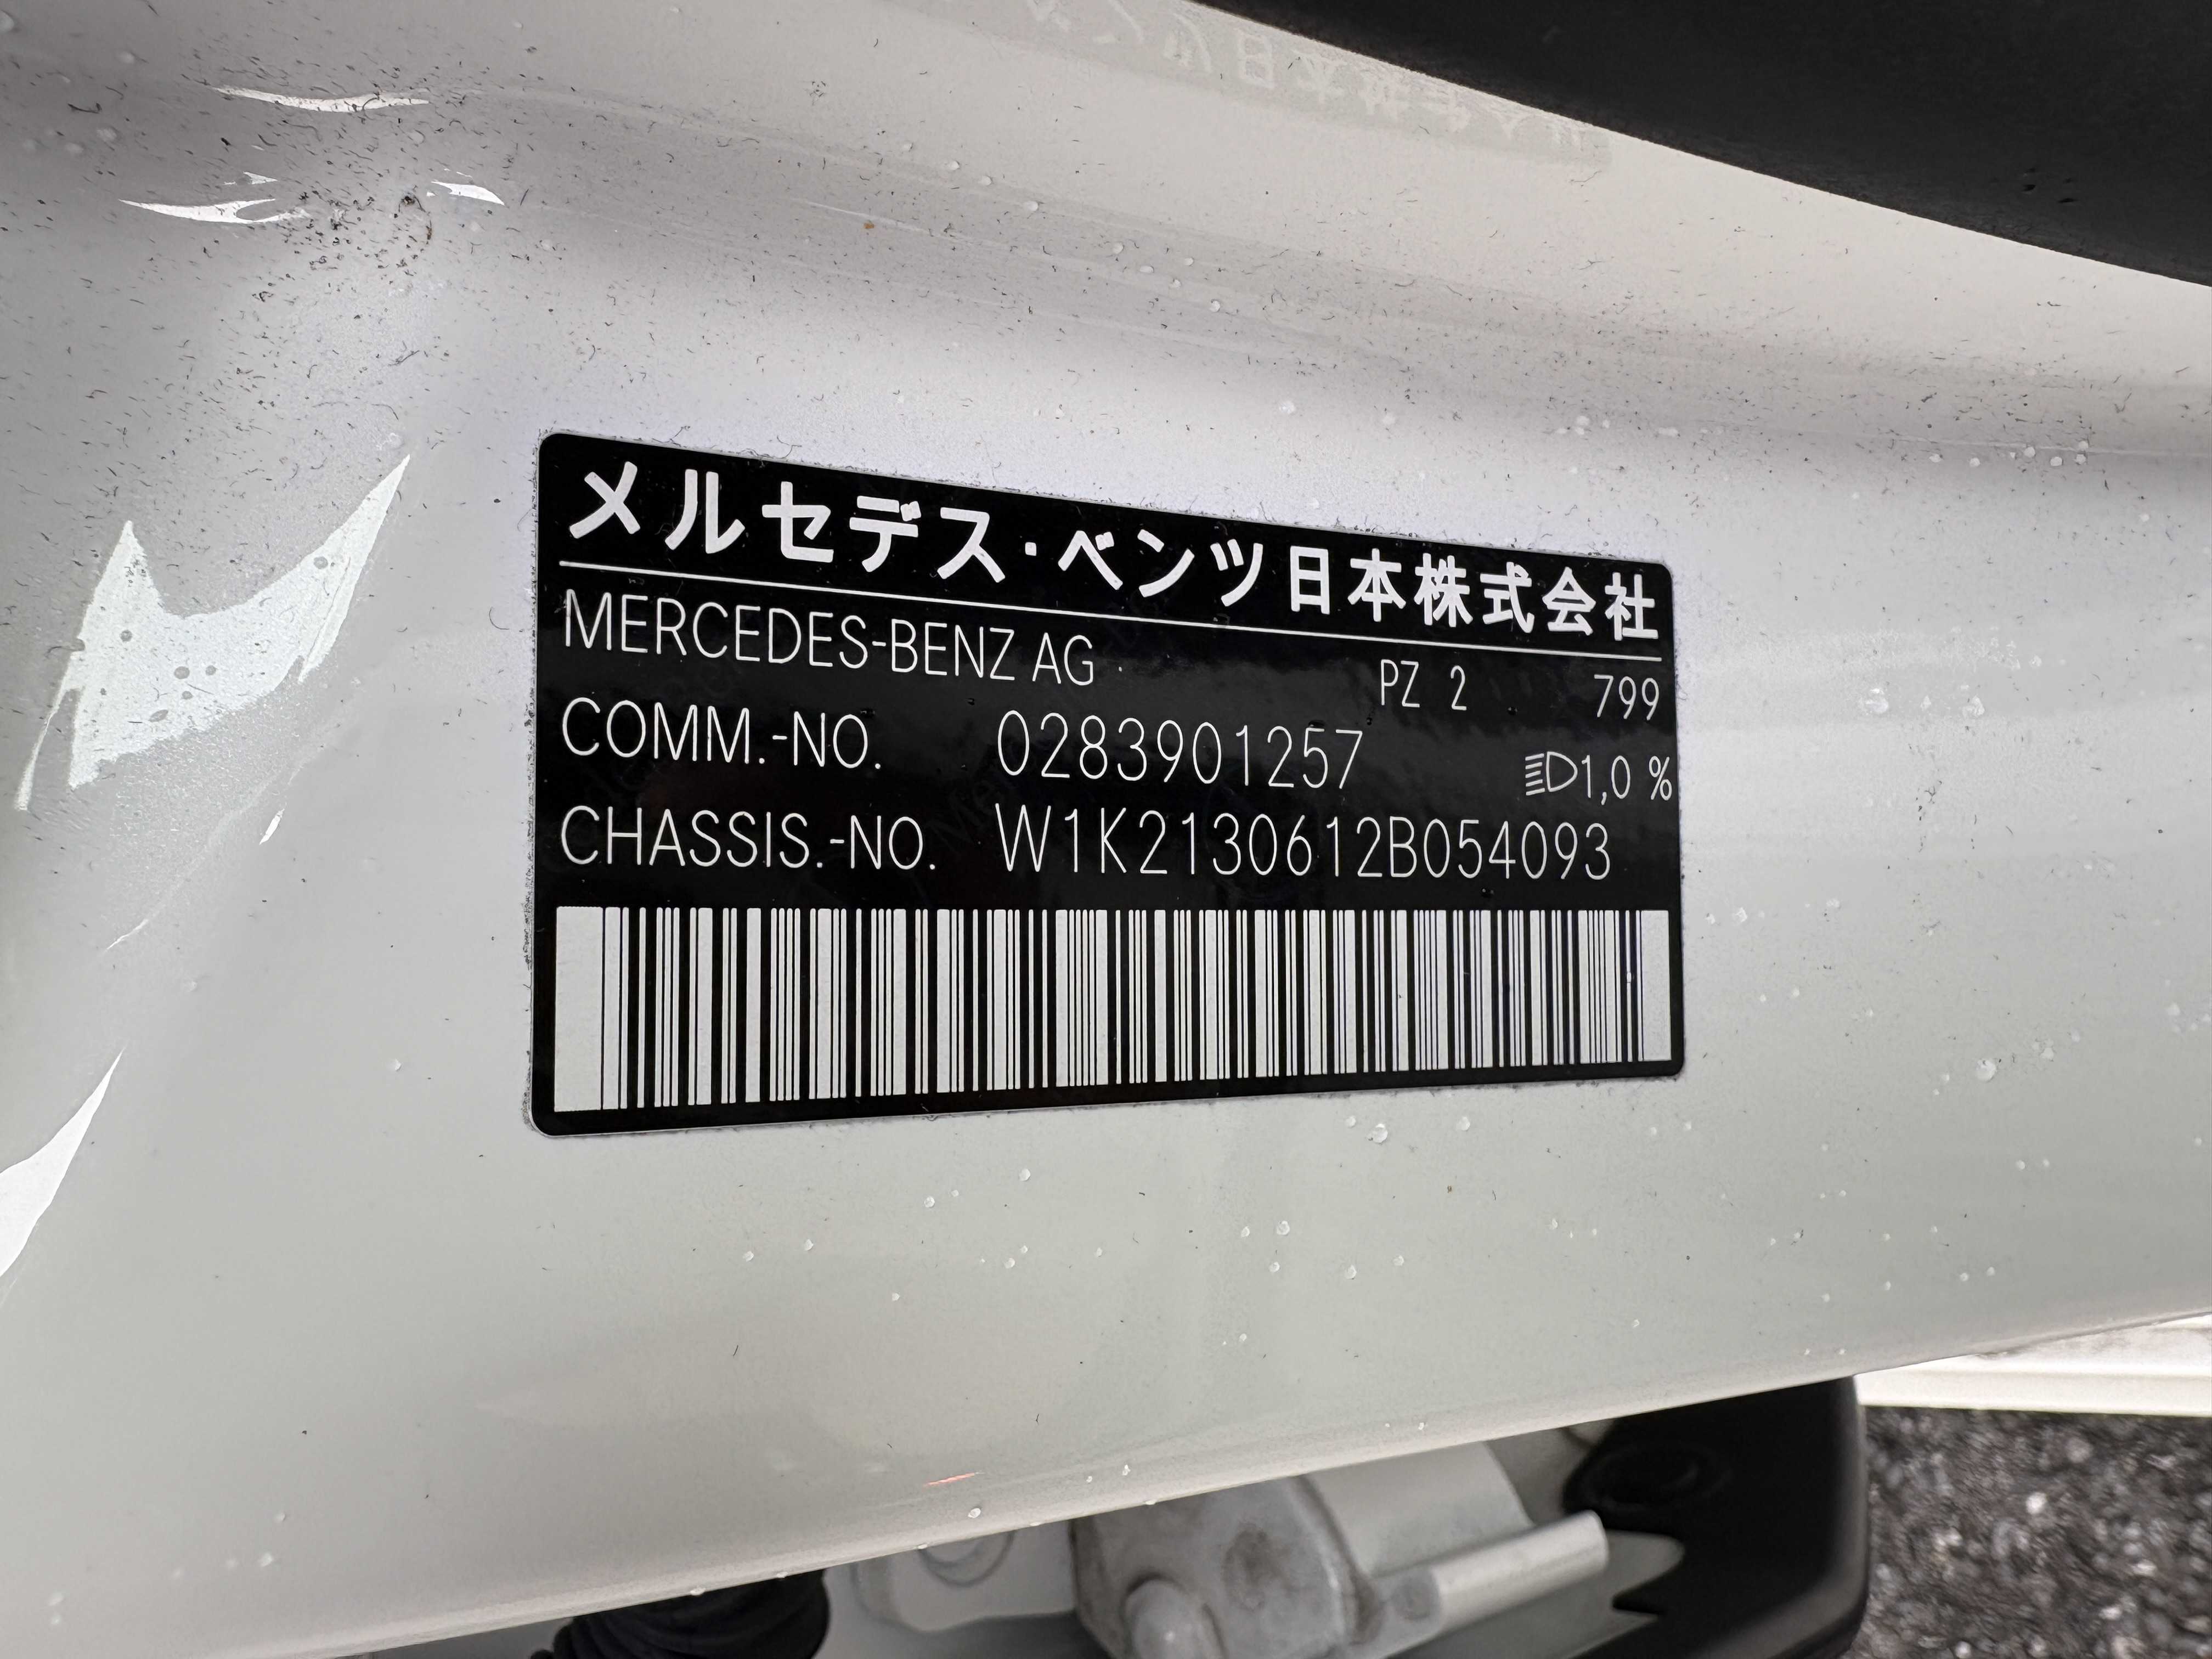 メルセデス・ベンツ日本株式会社
MERCEDES-BENZ AG PZ 2 799
COMM.-NO. 0283901257 1,0 %
CHASSIS.-NO. W1K2130612B054093